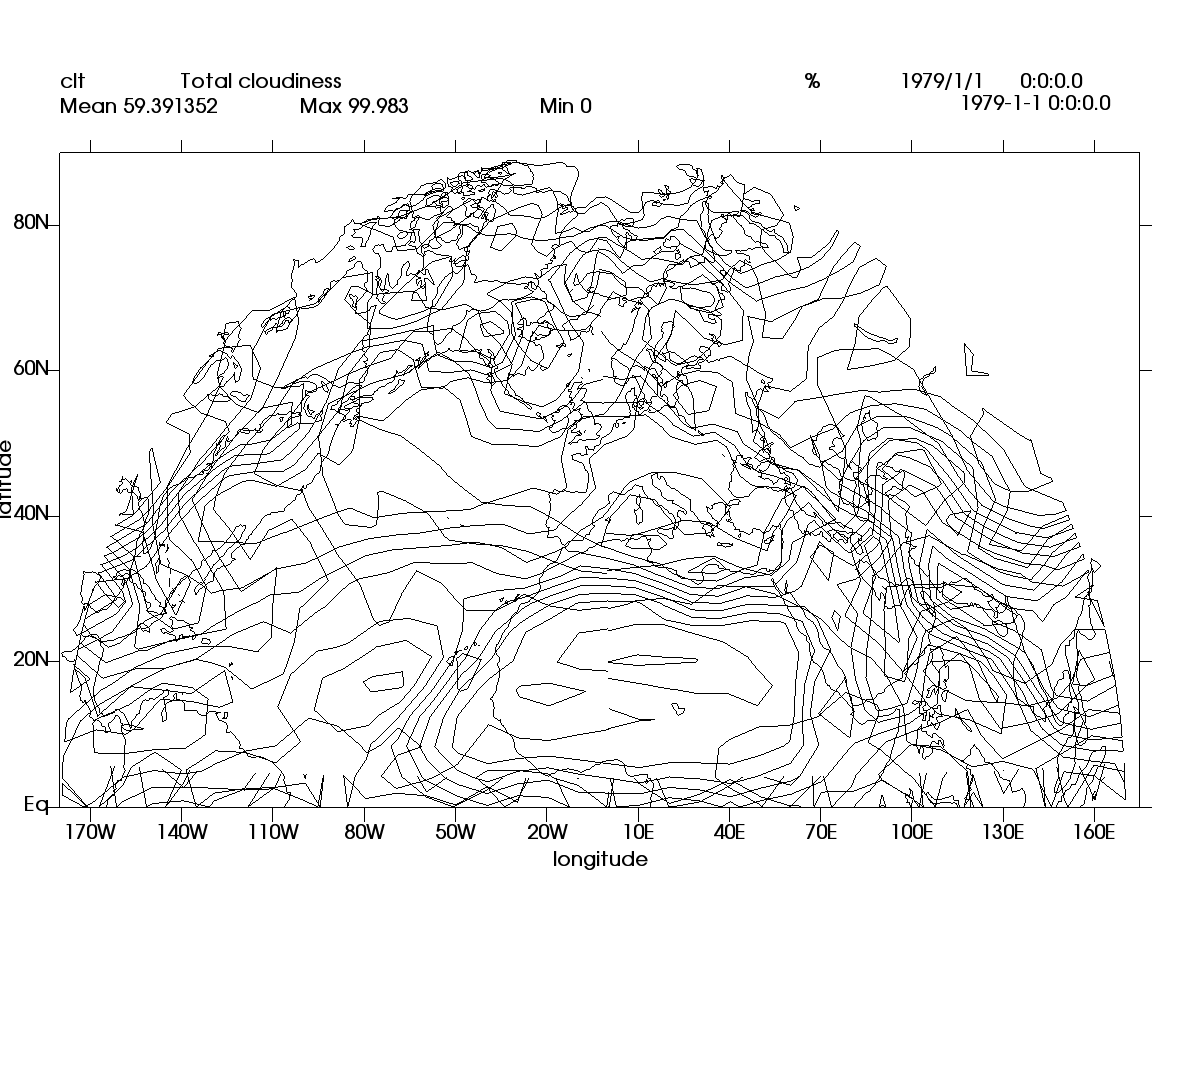 clt Total cloudiness % 1979/1/1 0:0:0.0
Mean 59.391352 Max 99.983 Min 0 1979-1-1 0:0:0.0
80N
60N
latitude
40N
20N
Eq
170W 140W 110W 80W 50W 20W 10E 40E 70E 100E 130E 160E
longitude